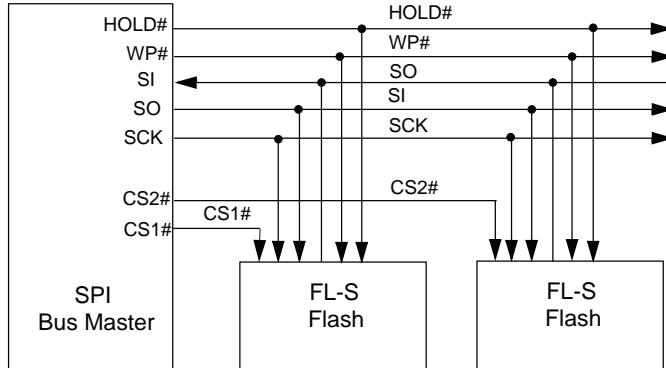 HOLD# HOLD#
WP# WP#
SI SO
SO SI
SCK SCK
CS2# CS2#
CS1# CS1#
SPI
Bus Master
FL-S
Flash
FL-S
Flash